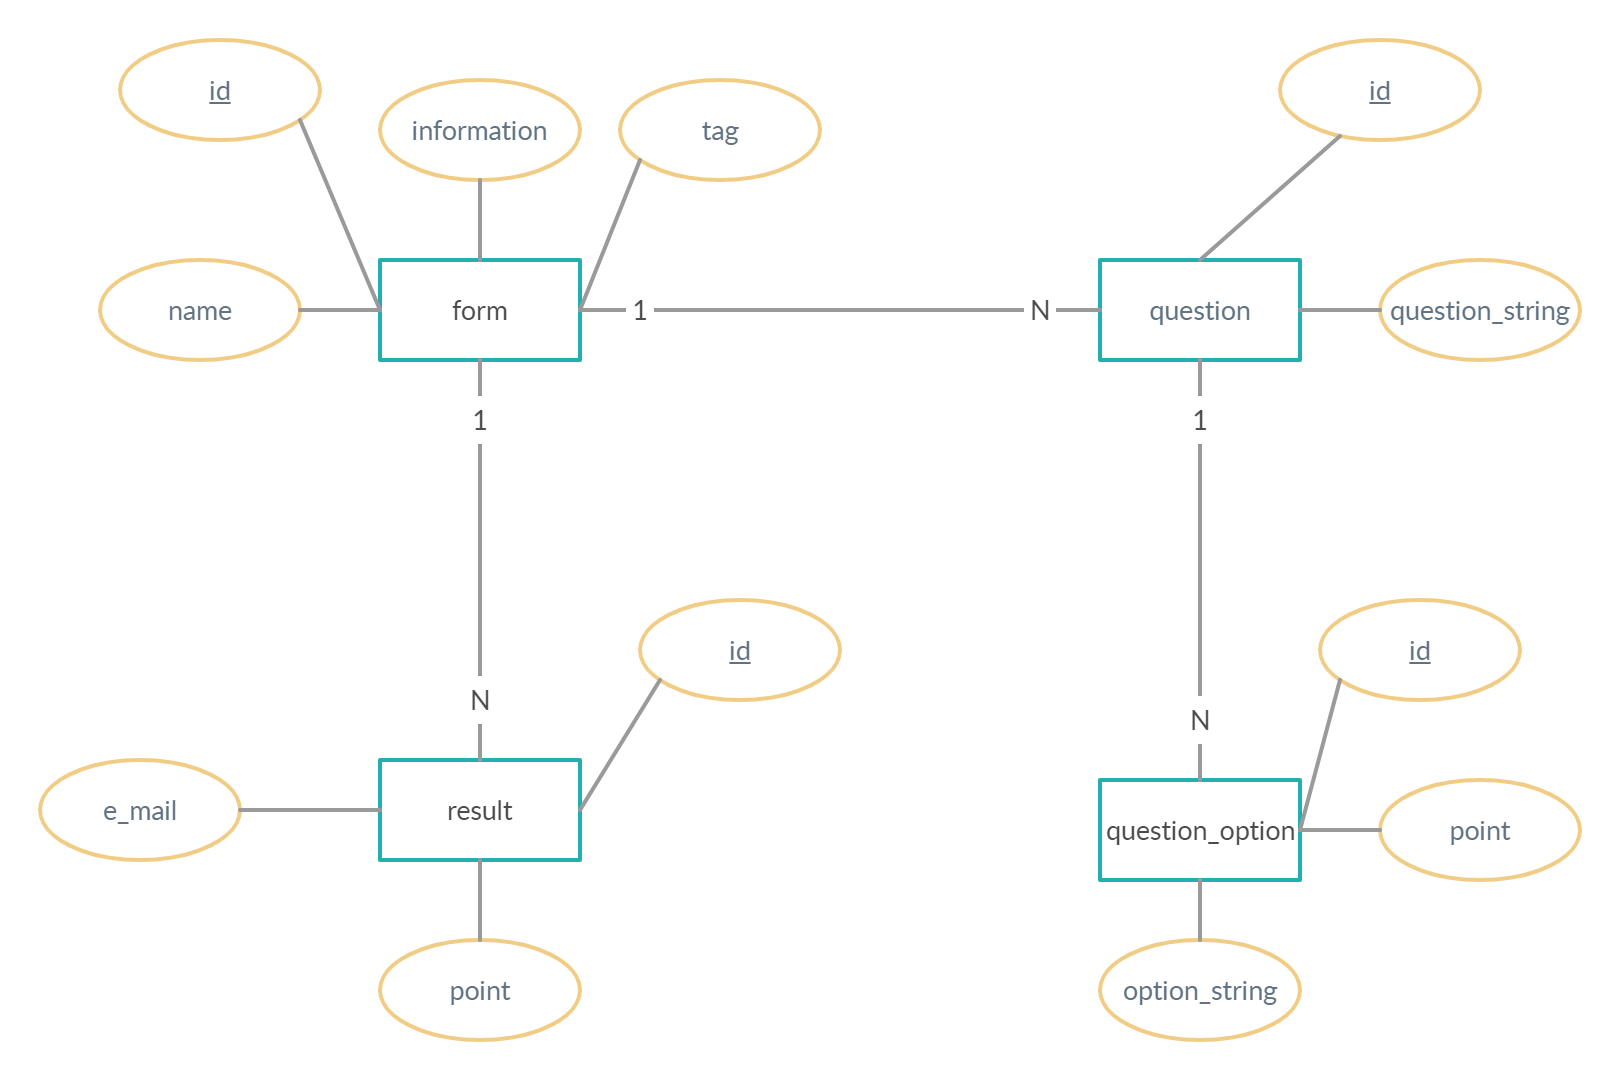 id
id
information
tag
name
form
1
N
question
question_string
1
1
id
id
N
N
e_mail
result
question_option
point
point
option_string